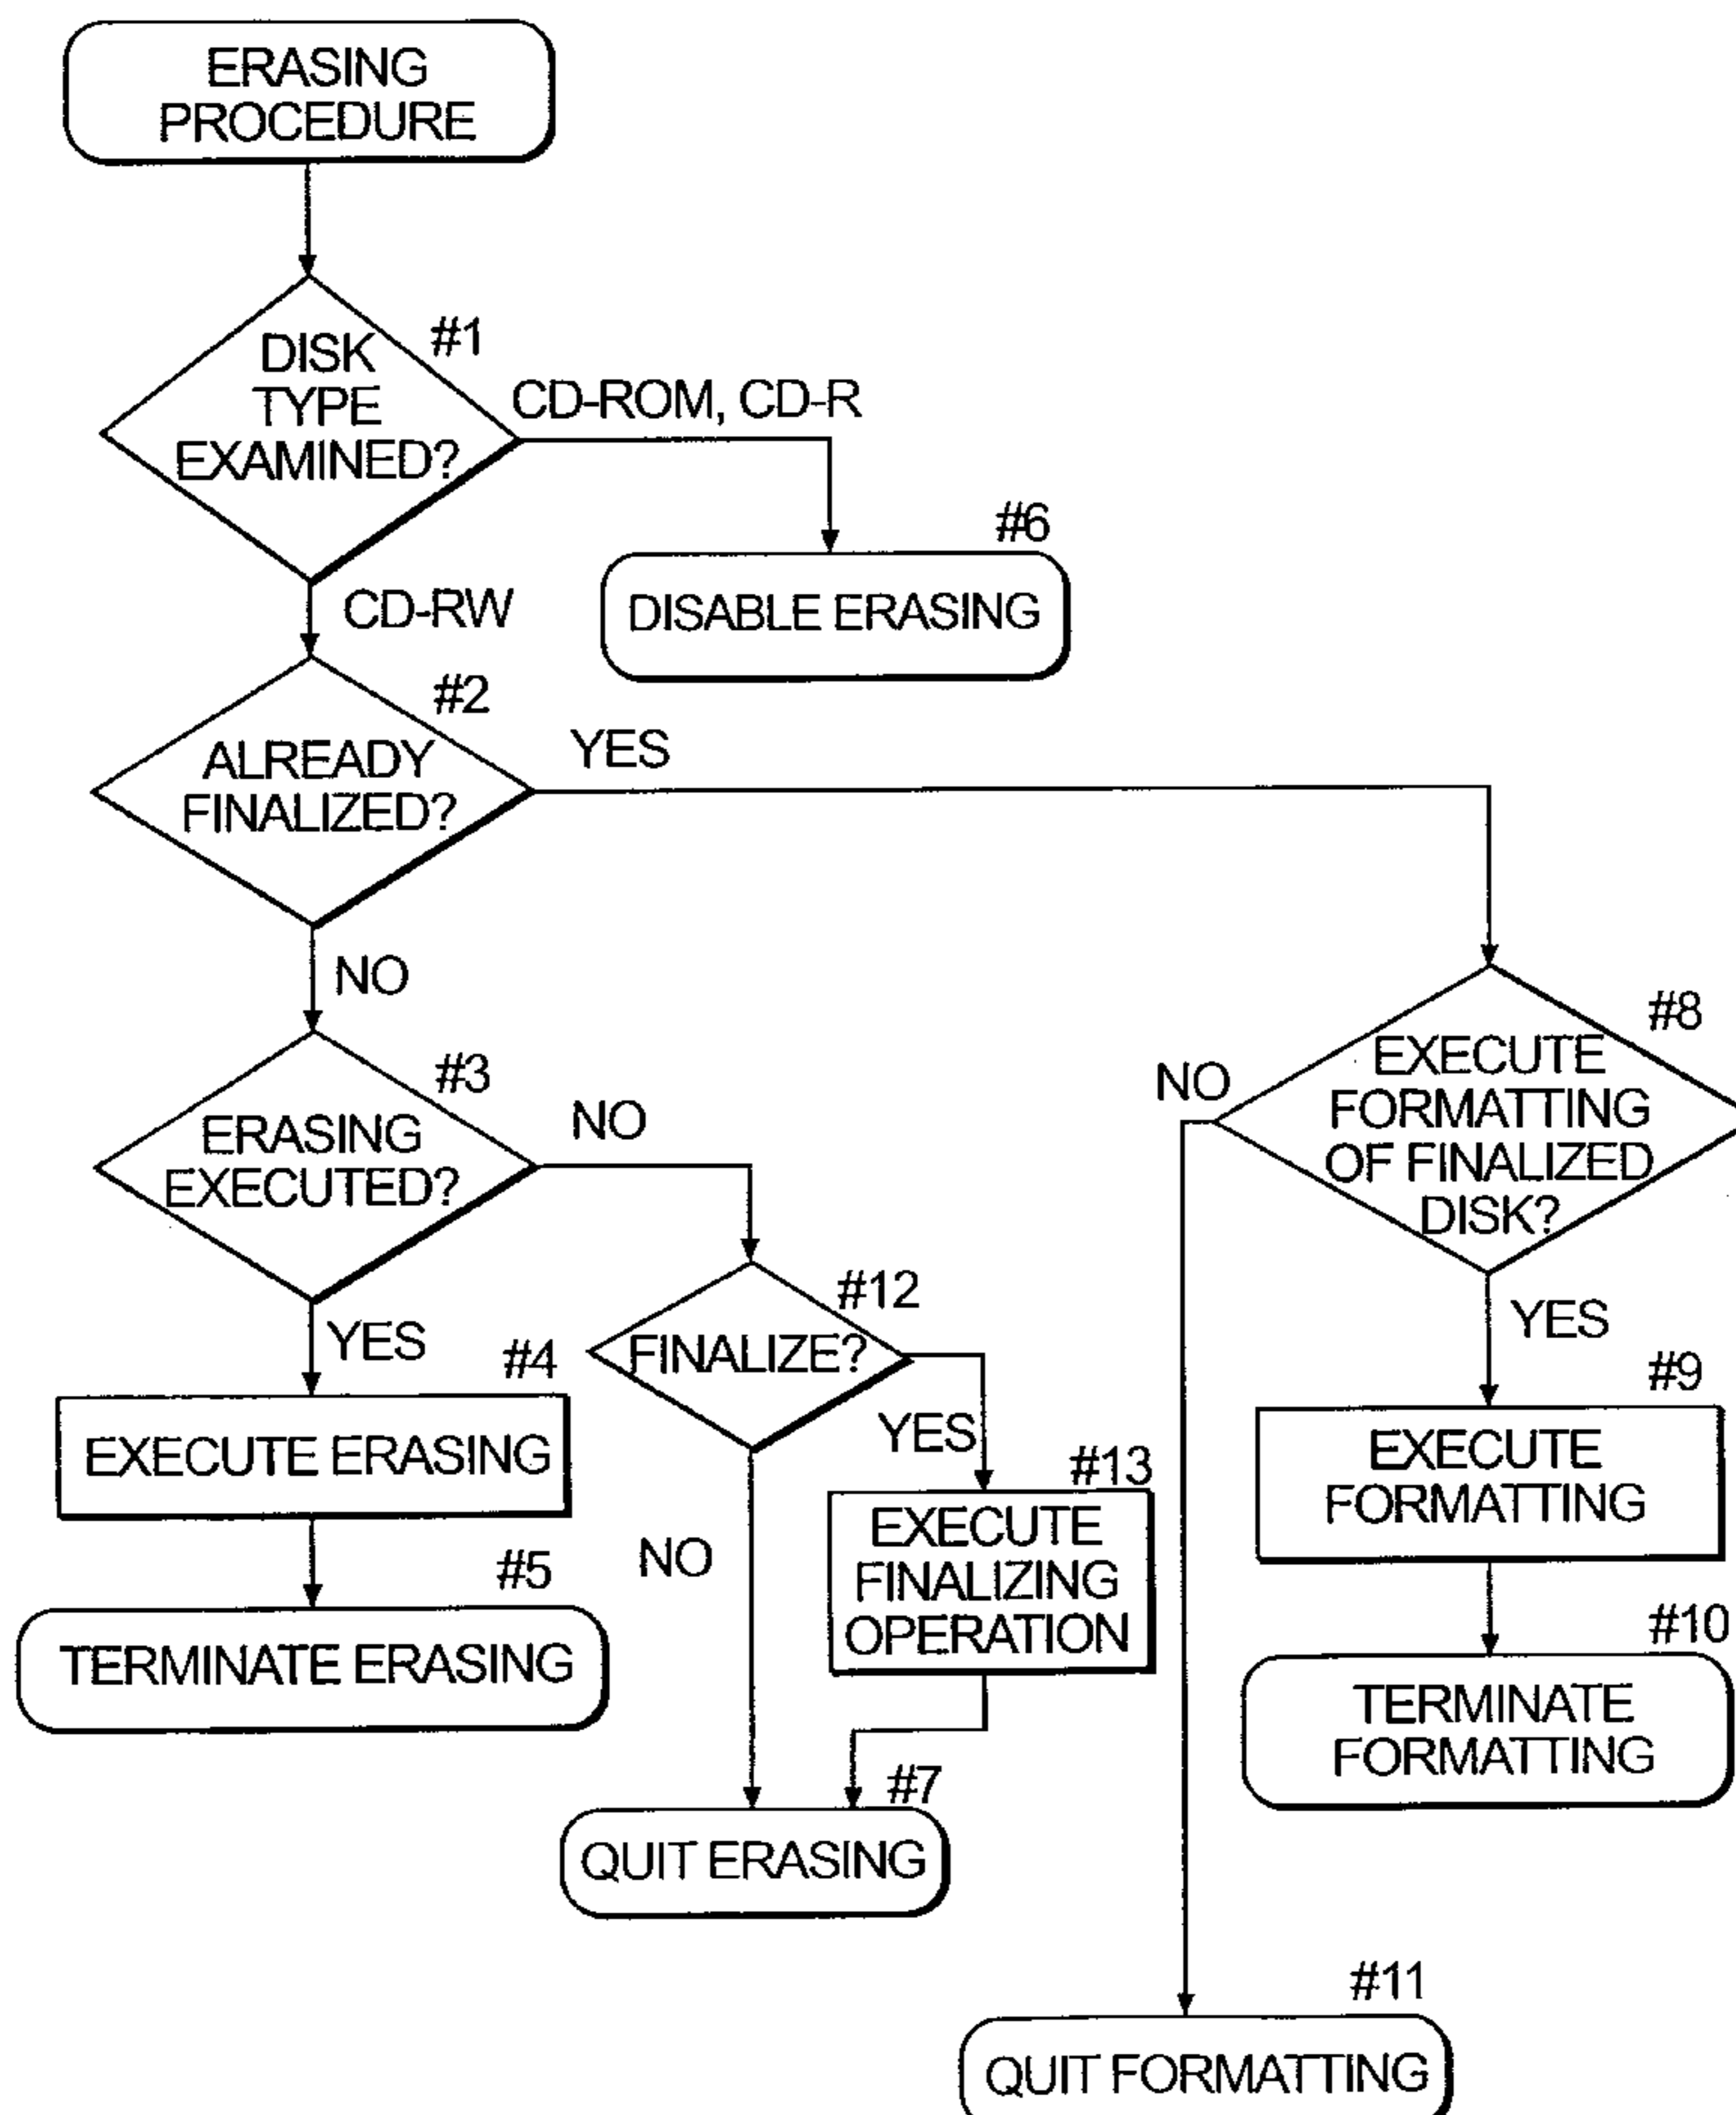 ERASING
PROCEDURE
#1
DISK
TYPE
EXAMINED?
CD-ROM, CD-R
#6
DISABLE ERASING
CD-RW
#2
ALREADY
FINALIZED?
YES
NO
#8
EXECUTE
FORMATTING
OF FINALIZED
DISK?
NO
YES
#3
ERASING
EXECUTED?
NO
YES
#12
FINALIZE?
YES
NO
#4
EXECUTE ERASING
#5
TERMINATE ERASING
#13
EXECUTE
FINALIZING
OPERATION
#7
QUIT ERASING
#9
EXECUTE
FORMATTING
#10
TERMINATE
FORMATTING
#11
QUIT FORMATTING